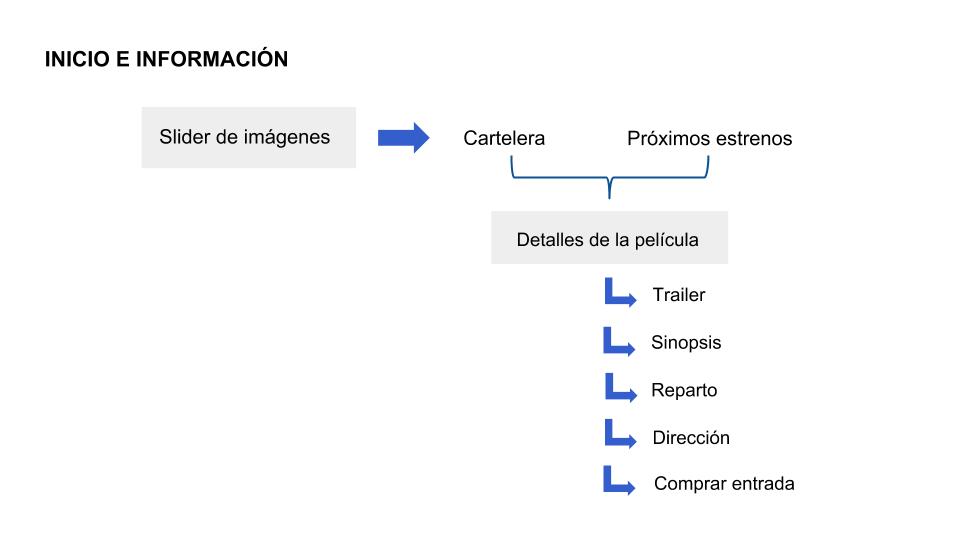 INICIO E INFORMACIÓN
Slider de imágenes
Cartelera
Próximos estrenos
Detalles de la película
Trailer
Sinopsis
Reparto
Dirección
Comprar entrada